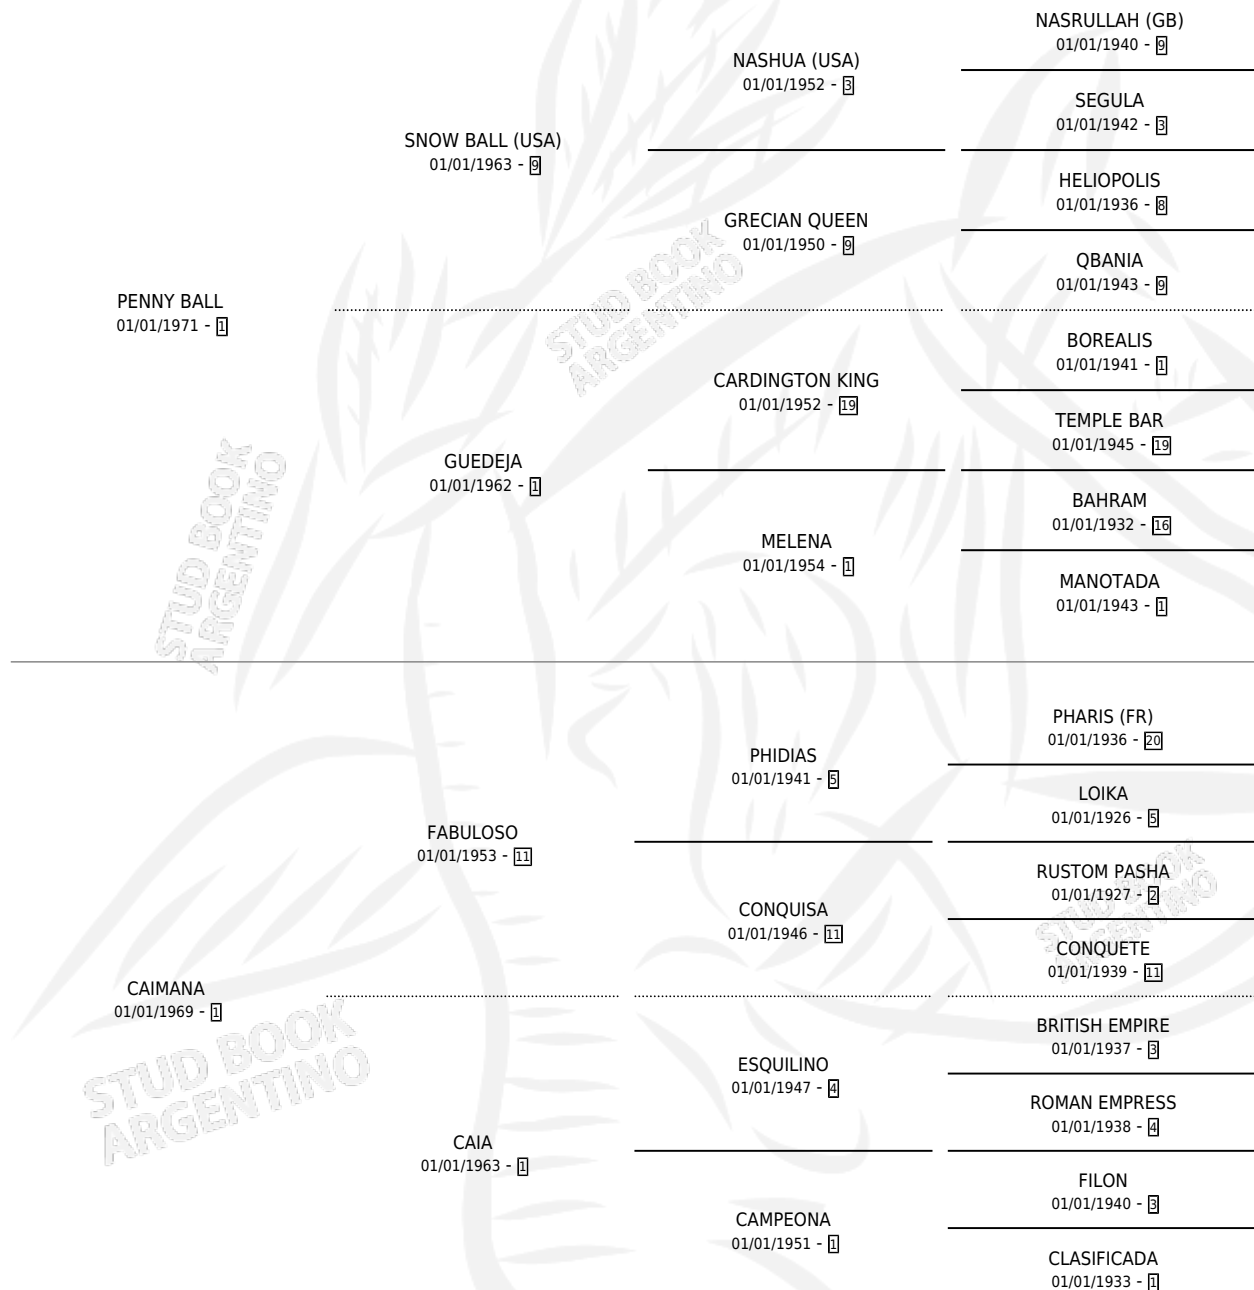 NASRULLAH (GB)
01/01/1940 - 9
NASHUA (USA)
01/01/1952 - 3
SEGULA
01/01/1942 - 3
SNOW BALL (USA)
01/01/1963 - 9
HELIOPOLIS
01/01/1936 - 8
GRECIAN QUEEN
01/01/1950 - 9
QBANIA
01/01/1943 - 9
PENNY BALL
01/01/1971 - 1
BOREALIS
01/01/1941 - 1
CARDINGTON KING
01/01/1952 - 19
TEMPLE BAR
01/01/1945 - 19
GUEDEJA
01/01/1962 - 1
BAHRAM
01/01/1932 - 16
MELENA
01/01/1954 - 1
MANOTADA
01/01/1943 - 1
STUD BOOK
ARGENTINO
STUD BOOK
ARGENTINO
PHARIS (FR)
01/01/1936 - 20
PHIDIAS
01/01/1941 - 5
LOIKA
01/01/1926 - 5
FABULOSO
01/01/1953 - 11
RUSTOM PASHA
01/01/1927 - 2
CONQUISA
01/01/1946 - 11
CONQUETE
01/01/1939 - 11
CAIMANA
01/01/1969 - 1
BRITISH EMPIRE
01/01/1937 - 3
ESQUILINO
01/01/1947 - 4
ROMAN EMPRESS
01/01/1938 - 4
CAIA
01/01/1963 - 1
FILON
01/01/1940 - 3
CAMPEONA
01/01/1951 - 1
CLASIFICADA
01/01/1933 - 1
STUD BOOK
ARGENTINO
STUD BOOK
ARGENTINO